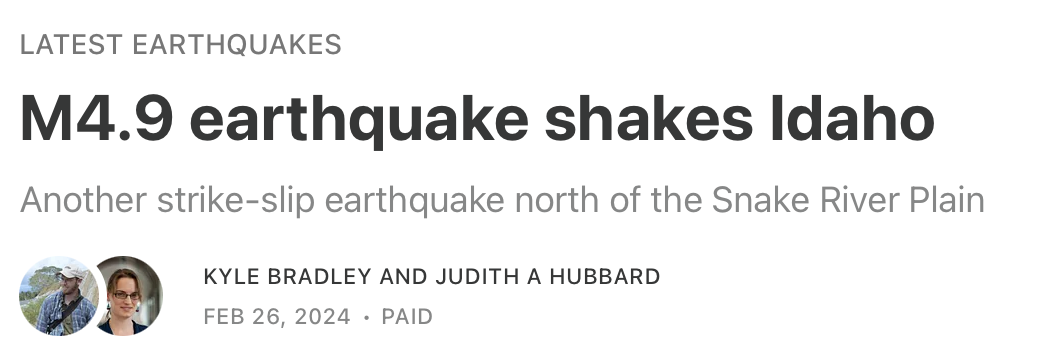 LATEST EARTHQUAKES
M4.9 earthquake shakes Idaho
Another strike-slip earthquake north of the Snake River Plain
KYLE BRADLEY AND JUDITH A HUBBARD
FEB 26, 2024 • PAID